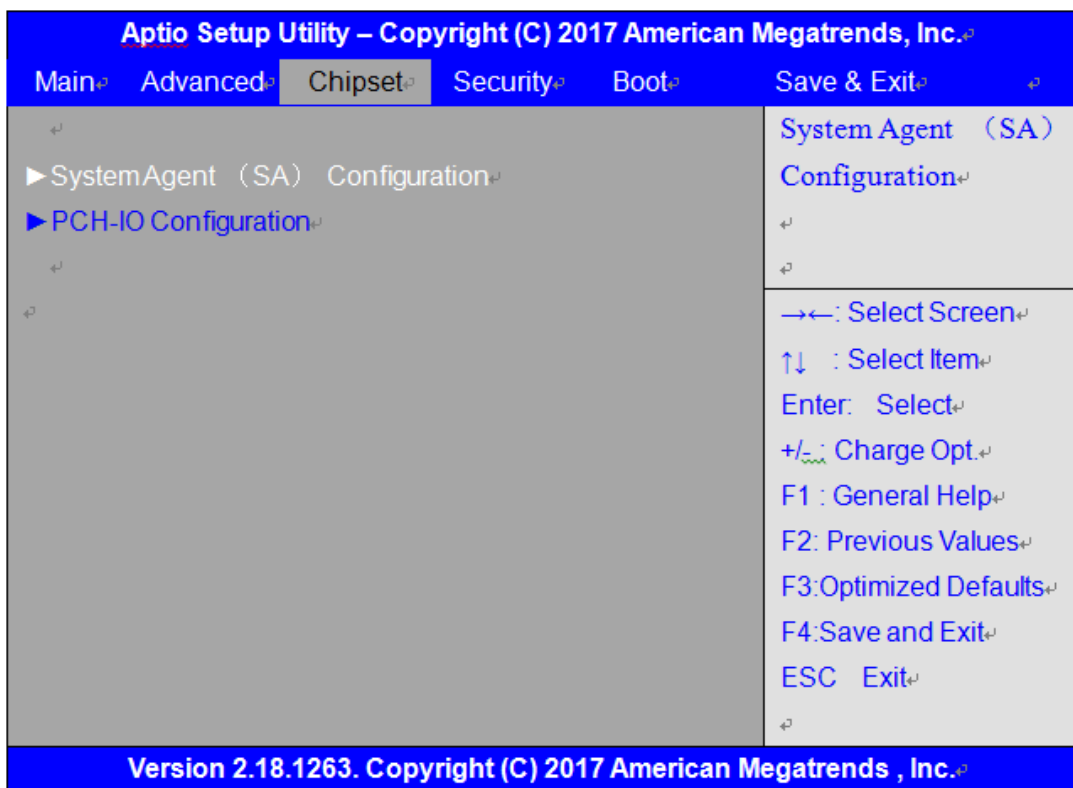 Aptio Setup Utility – Copyright (C) 2017 American Megatrends, Inc.
Main Advanced Chipset Security Boot Save & Exit
►System Agent （SA） Configuration
►PCH-IO Configuration
System Agent （SA）
Configuration
→←: Select Screen
↑↓ : Select Item
Enter: Select
+/- : Charge Opt.
F1 : General Help
F2: Previous Values
F3:Optimized Defaults
F4:Save and Exit
ESC Exit
Version 2.18.1263. Copyright (C) 2017 American Megatrends , Inc.